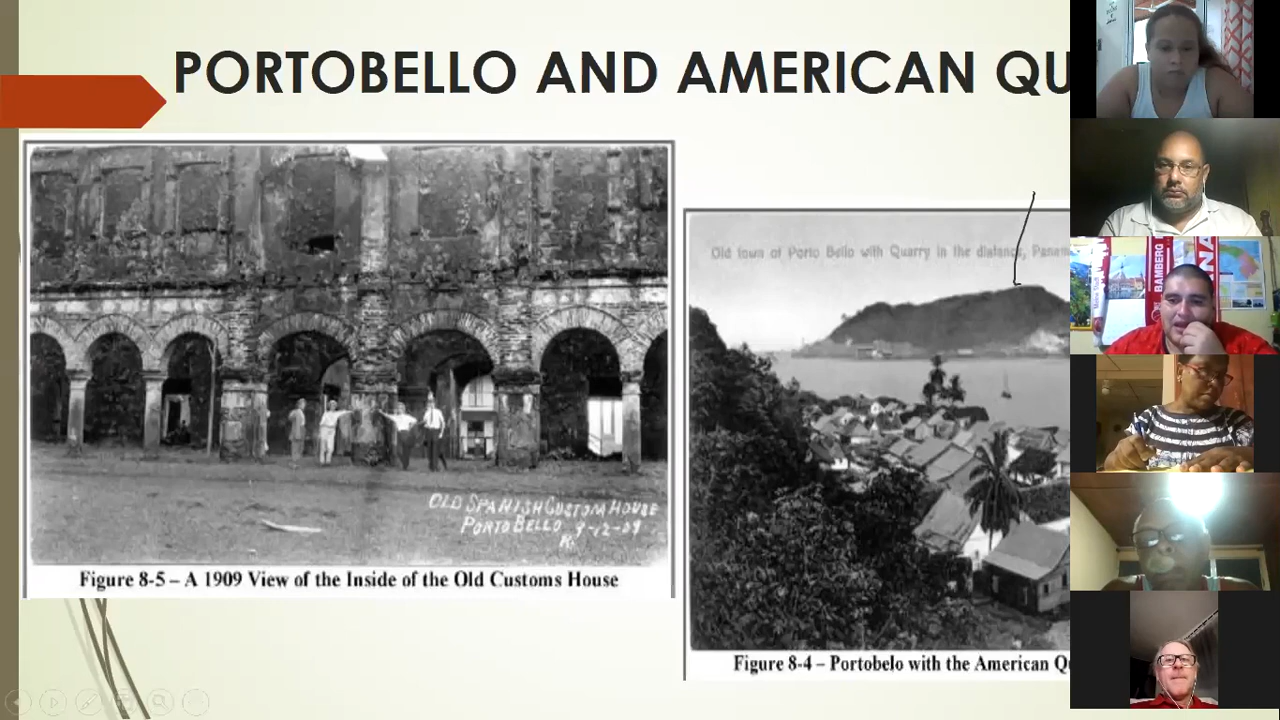 PORTOBELLO AND AMERICAN QU
Old town of Porto Bello with Quarry in the distance, Panam
OLD SPANISH CUSTOM HOUSE
PORTO BELLO 9-12-09
Figure 8-5 – A 1909 View of the Inside of the Old Customs House
Figure 8-4 – Portobelo with the American Qu
BAMBERG